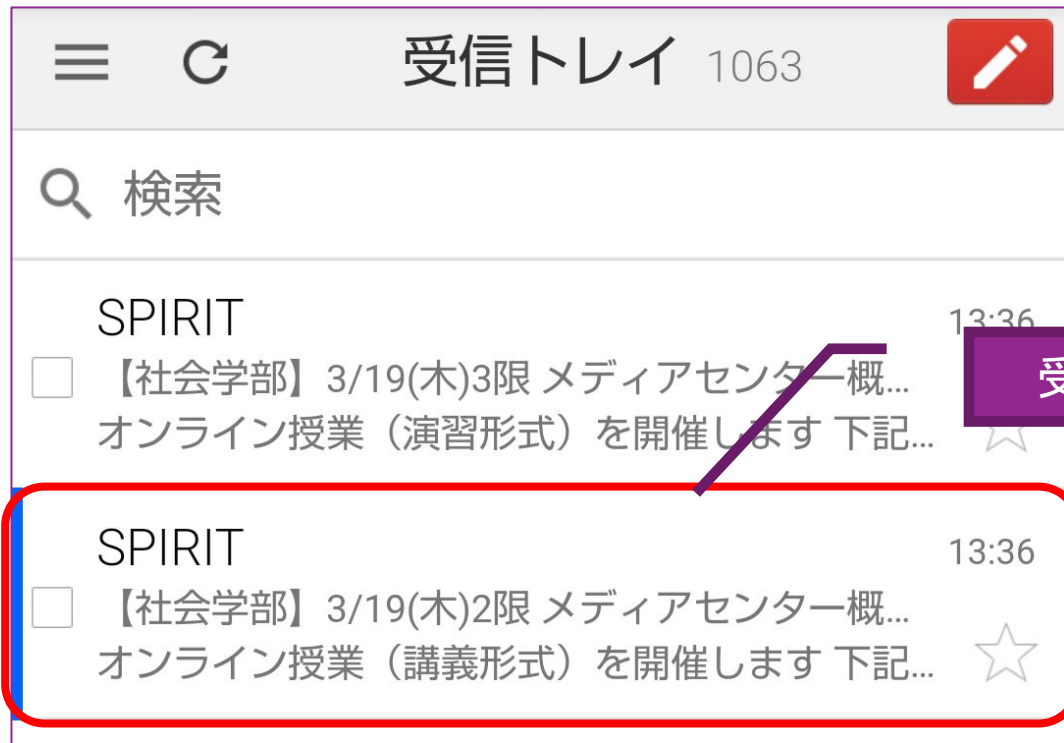 受信トレイ 1063
検索
SPIRIT 13:36
【社会学部】3/19(木)3限 メディアセンター概...
オンライン授業（演習形式）を開催します 下記...
受
SPIRIT 13:36
【社会学部】3/19(木)2限 メディアセンター概...
オンライン授業（講義形式）を開催します 下記...